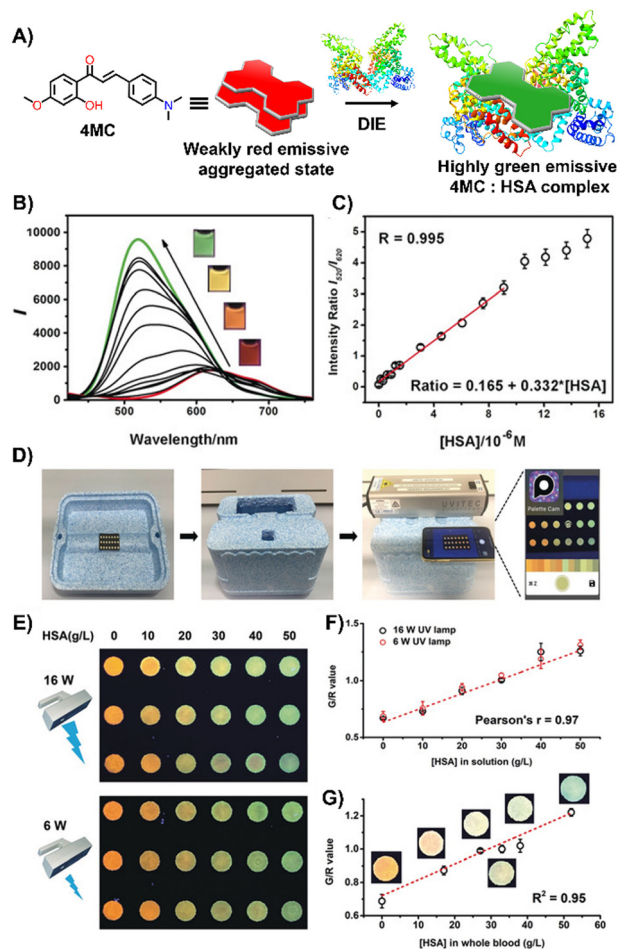 A)
O
O
OH
N
4MC
≡
Weakly red emissive
aggregated state
DIE
Highly green emissive
4MC : HSA complex
B)
I
10000
8000
6000
4000
2000
0
500
600
700
Wavelength/nm
C)
Intensity Ratio I520/I620
R = 0.995
6
5
4
3
2
1
0
Ratio = 0.165 + 0.332*[HSA]
0
4
8
12
16
[HSA]/10-6M
D)
UVITEC
Palette Cam
E)
HSA(g/L) 0 10 20 30 40 50
16 W
6 W
F)
G/R value
16 W UV lamp
6 W UV lamp
1.5
1.0
0.5
Pearson's r = 0.97
0 10 20 30 40 50
[HSA] in solution (g/L)
G)
G/R value
1.4
1.2
1.0
0.8
0.6
R2 = 0.95
0 10 20 30 40 50 60
[HSA] in whole blood (g/L)